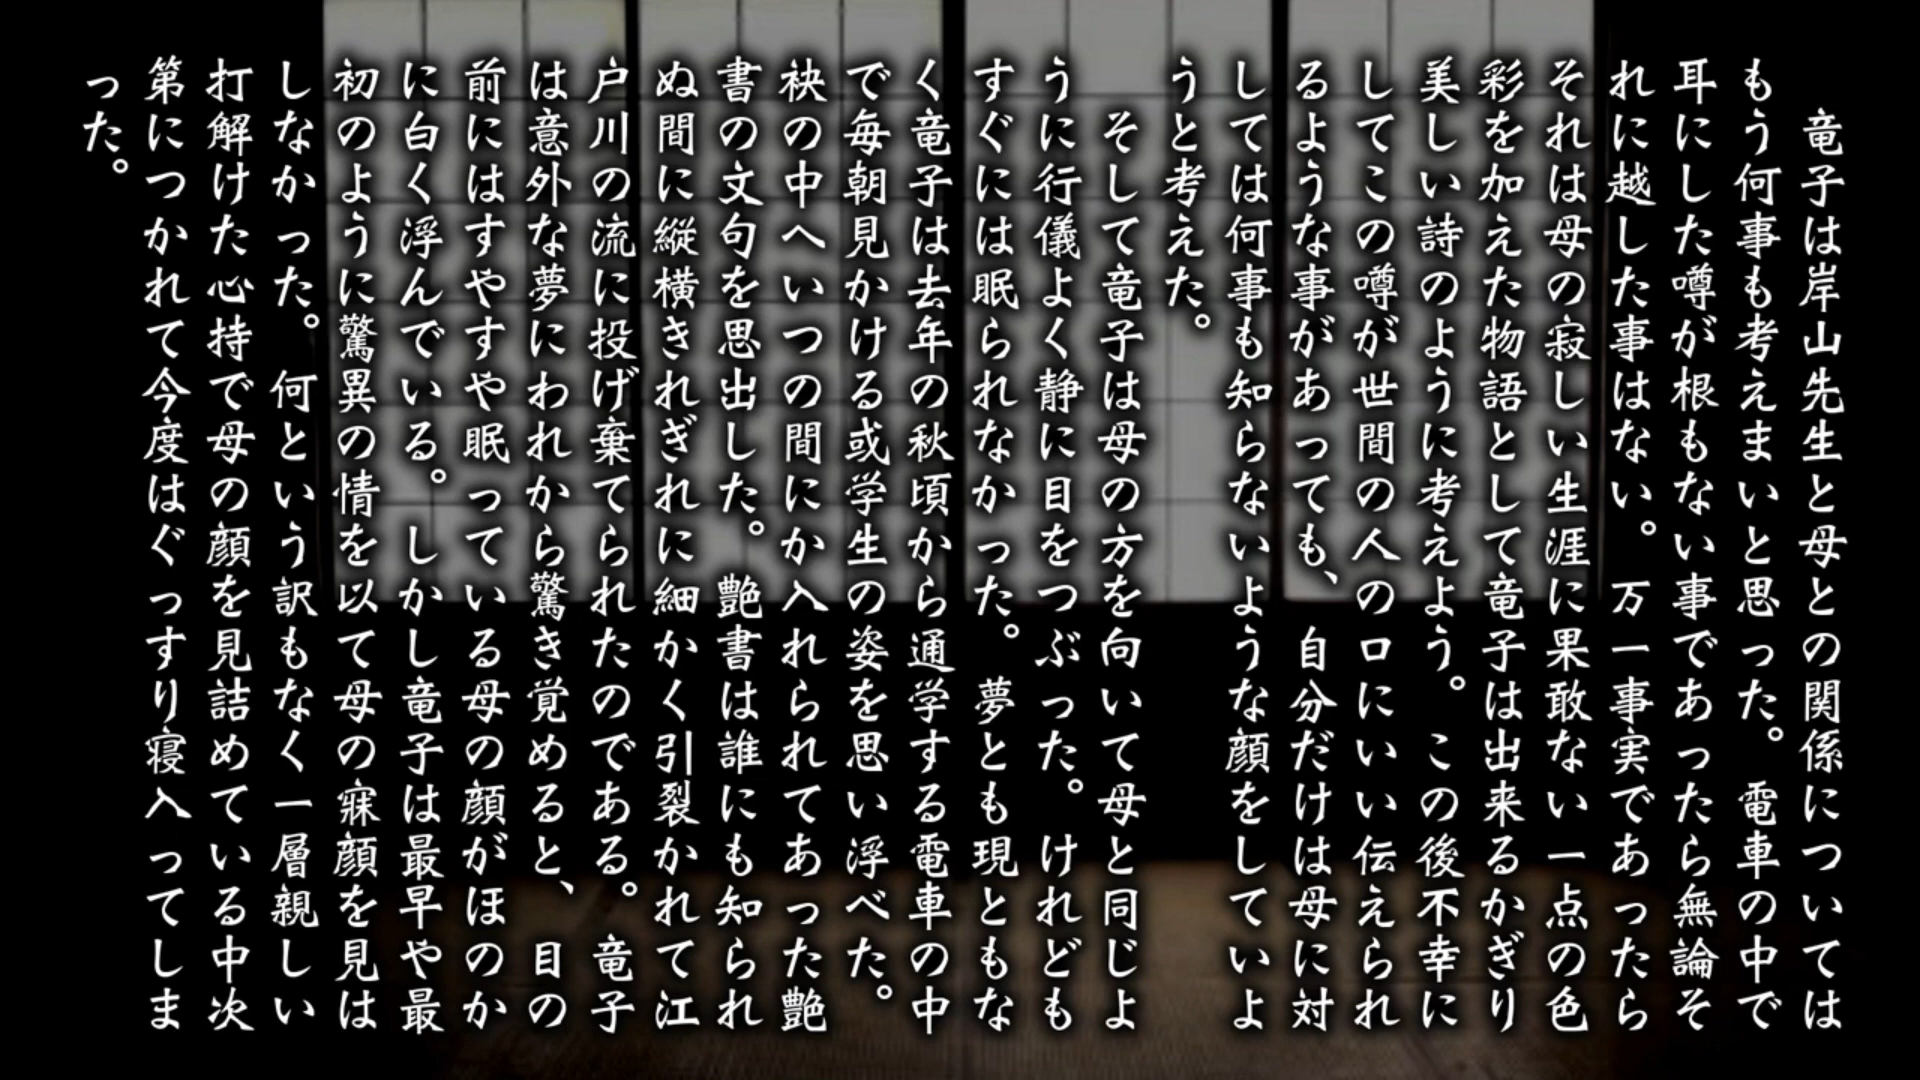 竜子は岸山先生と母との関係については
もう何事も考えまいと思った。電車の中で
耳にした噂が根もない事であったら無論そ
れに越した事はない。万一事実であったら
それは母の寂しい生涯に果敢ない一点の色
彩を加えた物語として竜子は出来るかぎり
美しい詩のように考えよう。この後不幸に
してこの噂が世間の人の口にいい伝えられ
るような事があっても、自分だけは母に対
しては何事も知らないような顔をしていよ
うと考えた。
　そして竜子は母の方を向いて母と同じよ
うに行儀よく静に目をつぶった。けれども
すぐには眠られなかった。夢とも現ともな
く竜子は去年の秋頃から通学する電車の中
で毎朝見かける或学生の姿を思い浮べた。
袂の中へいつの間にか入れられてあった艶
書の文句を思出した。艶書は誰にも知られ
ぬ間に縦横きれぎれに細かく引裂かれて江
戸川の流に投げ棄てられたのである。竜子
は意外な夢にわれから驚き覚めると、目の
前にはすやすや眠っている母の顔がほのか
に白く浮んでいる。しかし竜子は最早や最
初のように驚異の情を以て母の寐顔を見は
しなかった。何という訳もなく一層親しい
打解けた心持で母の顔を見詰めている中次
第につかれて今度はぐっすり寝入ってしま
った。